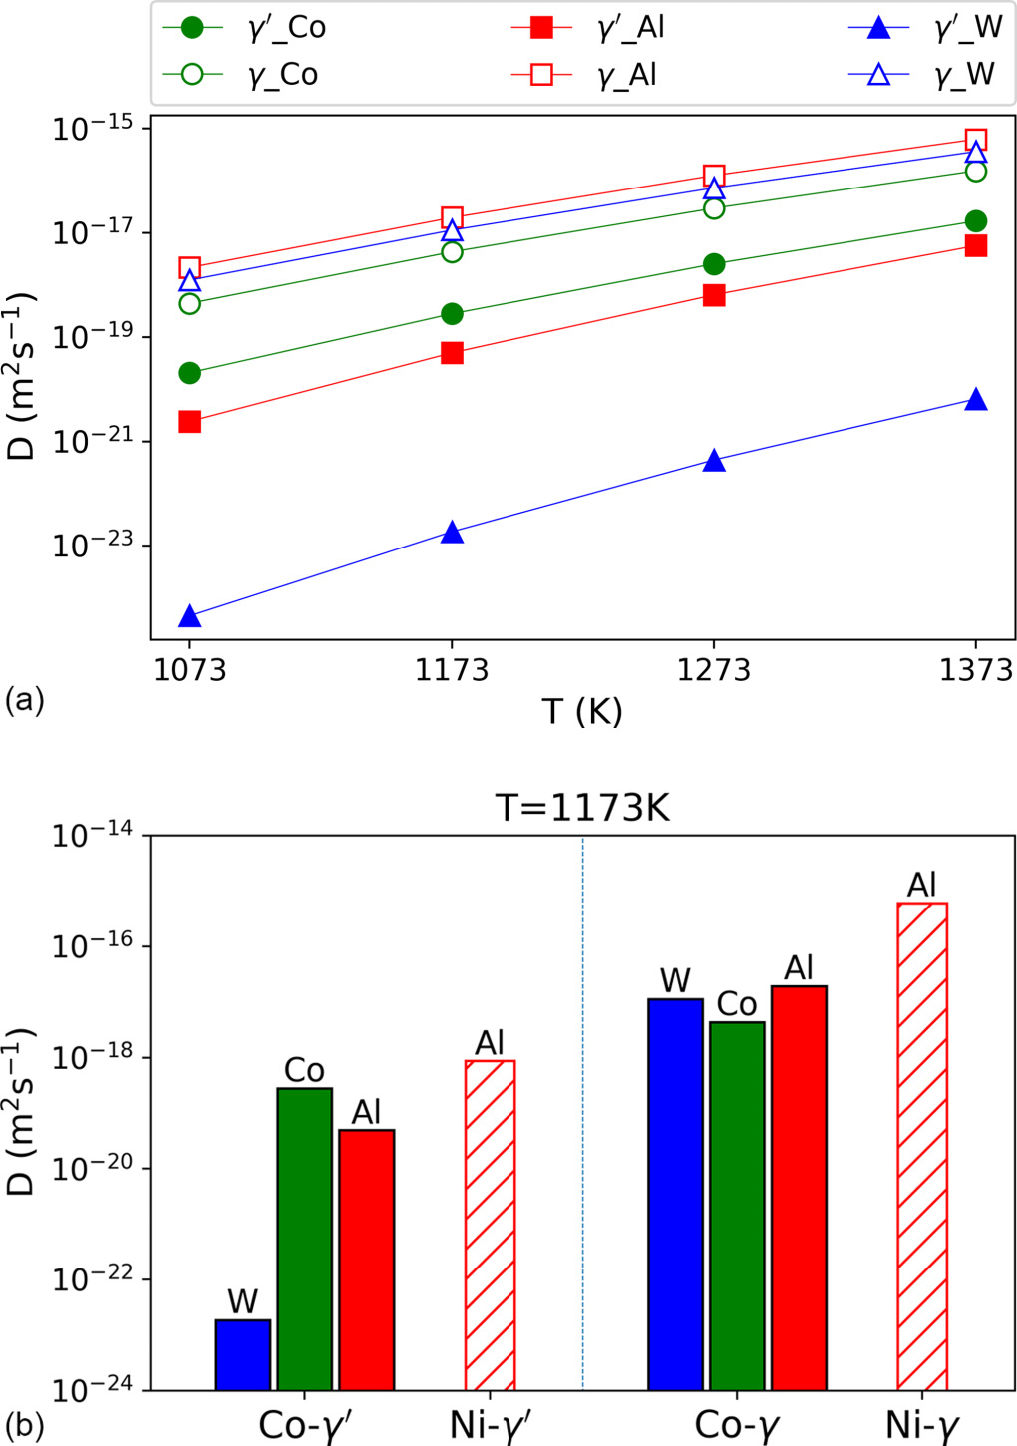 γ′_Co γ′_Al γ′_W
γ_Co γ_Al γ_W
10⁻¹⁵
10⁻¹⁷
10⁻¹⁹
10⁻²¹
10⁻²³
D (m²s⁻¹)
1073 1173 1273 1373
T (K)
(a)
T=1173K
10⁻¹⁴
10⁻¹⁶
10⁻¹⁸
10⁻²⁰
10⁻²²
10⁻²⁴
D (m²s⁻¹)
W
Co
Al
Al
W
Co
Al
Al
Co-γ′ Ni-γ′ Co-γ Ni-γ
(b)